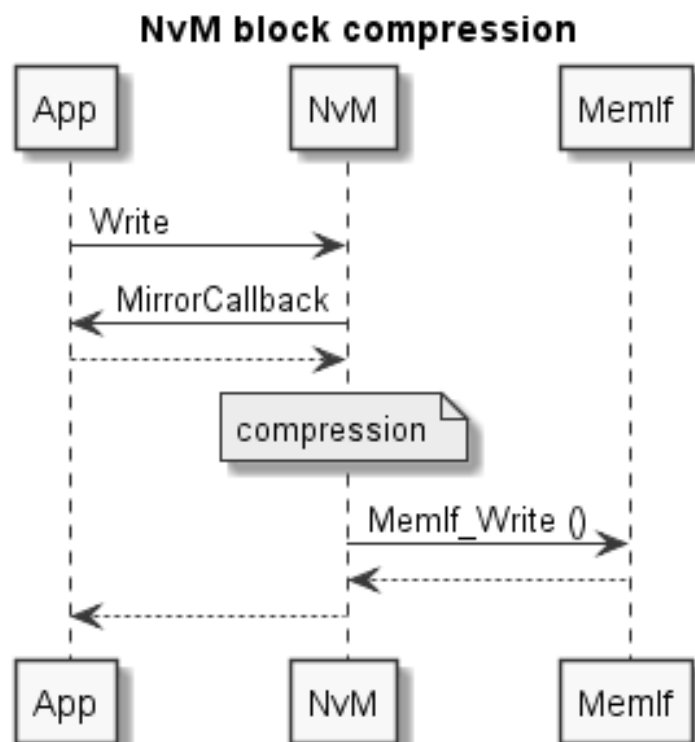 NvM block compression
App NvM MemIf
Write
MirrorCallback
compression
MemIf_Write ()
App NvM MemIf